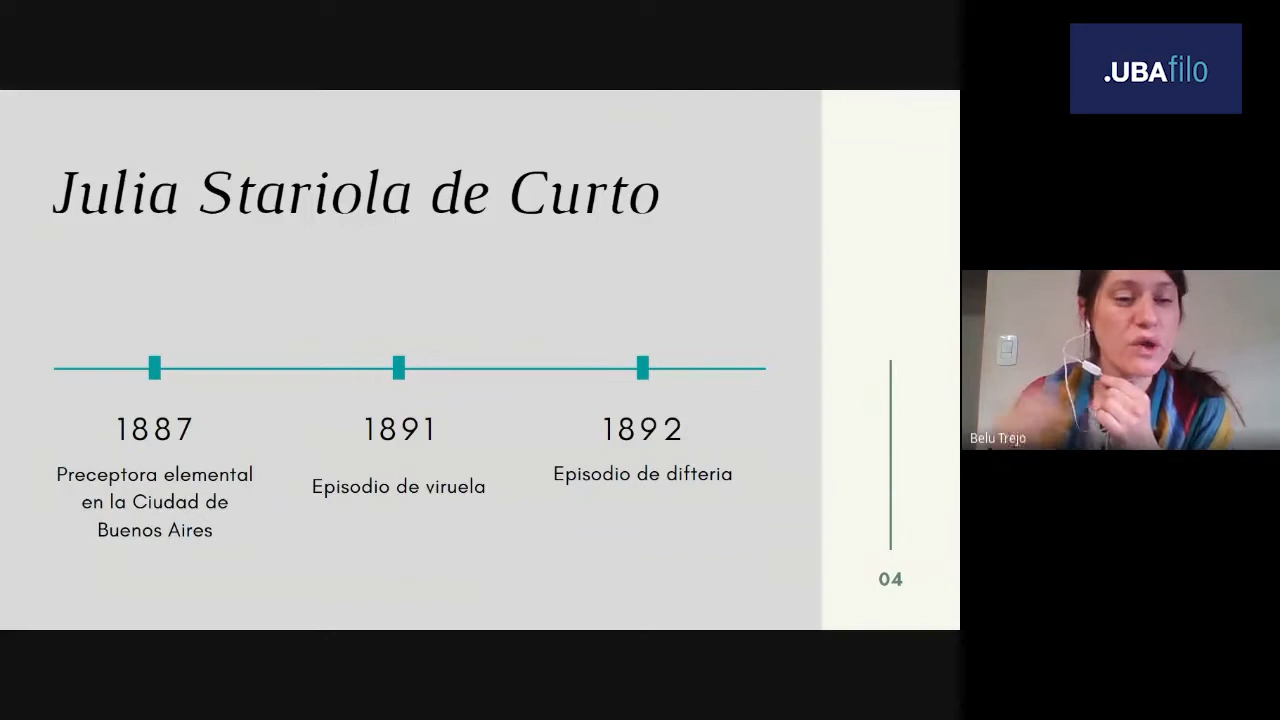 .UBAfilo
Julia Stariola de Curto
1887
Preceptora elemental
en la Ciudad de
Buenos Aires
1891
Episodio de viruela
1892
Episodio de difteria
04
Belu Trejo